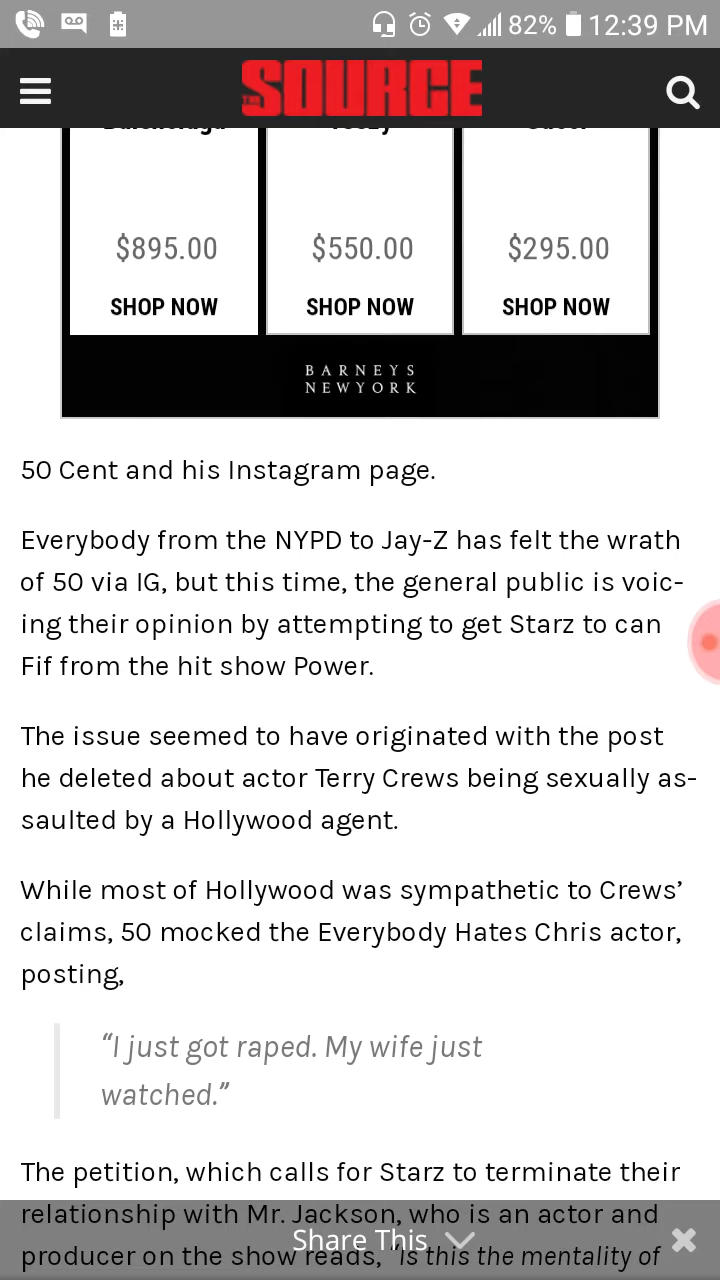 82% 12:39 PM
THE SOURCE
$895.00 $550.00 $295.00
SHOP NOW SHOP NOW SHOP NOW
BARNEYS
NEWYORK
50 Cent and his Instagram page.
Everybody from the NYPD to Jay-Z has felt the wrath
of 50 via IG, but this time, the general public is voic-
ing their opinion by attempting to get Starz to can
Fif from the hit show Power.
The issue seemed to have originated with the post
he deleted about actor Terry Crews being sexually as-
saulted by a Hollywood agent.
While most of Hollywood was sympathetic to Crews’
claims, 50 mocked the Everybody Hates Chris actor,
posting,
“I just got raped. My wife just
watched.”
The petition, which calls for Starz to terminate their
relationship with Mr. Jackson, who is an actor and
Share This
producer on the show reads, “Is this the mentality of